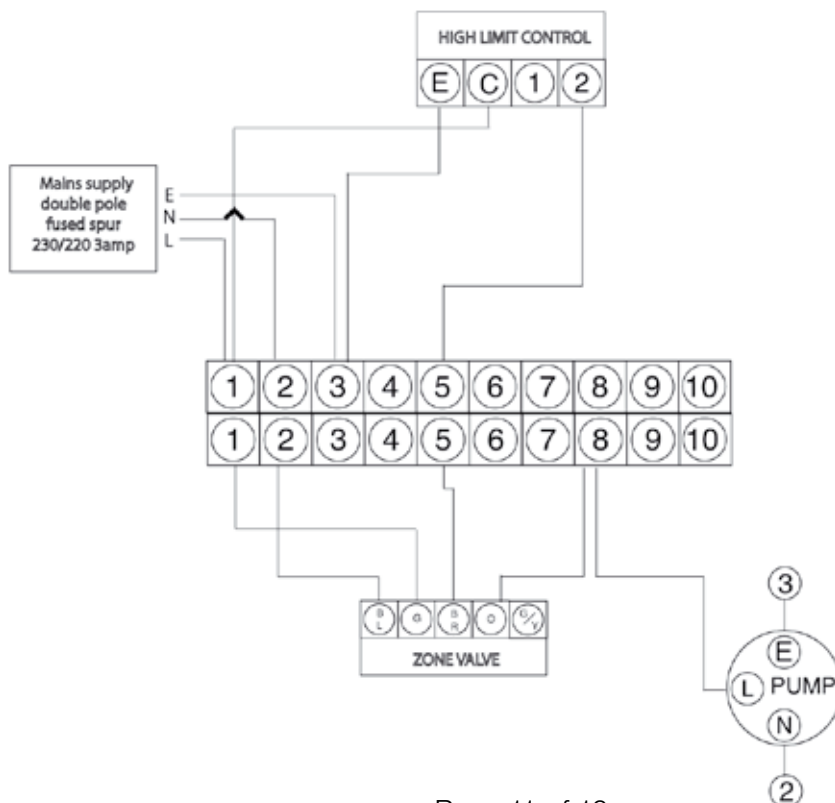 HIGH LIMIT CONTROL
E C 1 2
Mains supply
double pole
fused spur
230/220 3amp
E
N
L
1 2 3 4 5 6 7 8 9 10
1 2 3 4 5 6 7 8 9 10
B L G B R O G/Y
ZONE VALVE
3
E
L PUMP
N
2